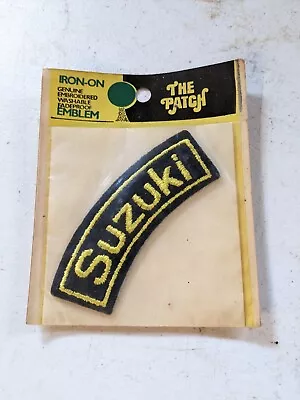 IRON-ON
GENUINE
EMBROIDERED
WASHABLE
FADEPROOF
EMBLEM
THE
PATCH
Suzuki